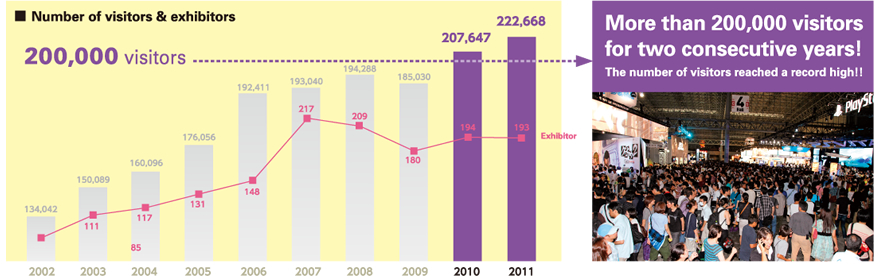 ■ Number of visitors & exhibitors
200,000 visitors
134,042
150,089
160,096
176,056
192,411
193,040
194,288
185,030
207,647
222,668
85
111
117
131
148
217
209
180
194
193
Exhibitor
2002 2003 2004 2005 2006 2007 2008 2009 2010 2011
More than 200,000 visitors
for two consecutive years!
The number of visitors reached a record high!!
4
PlaySt